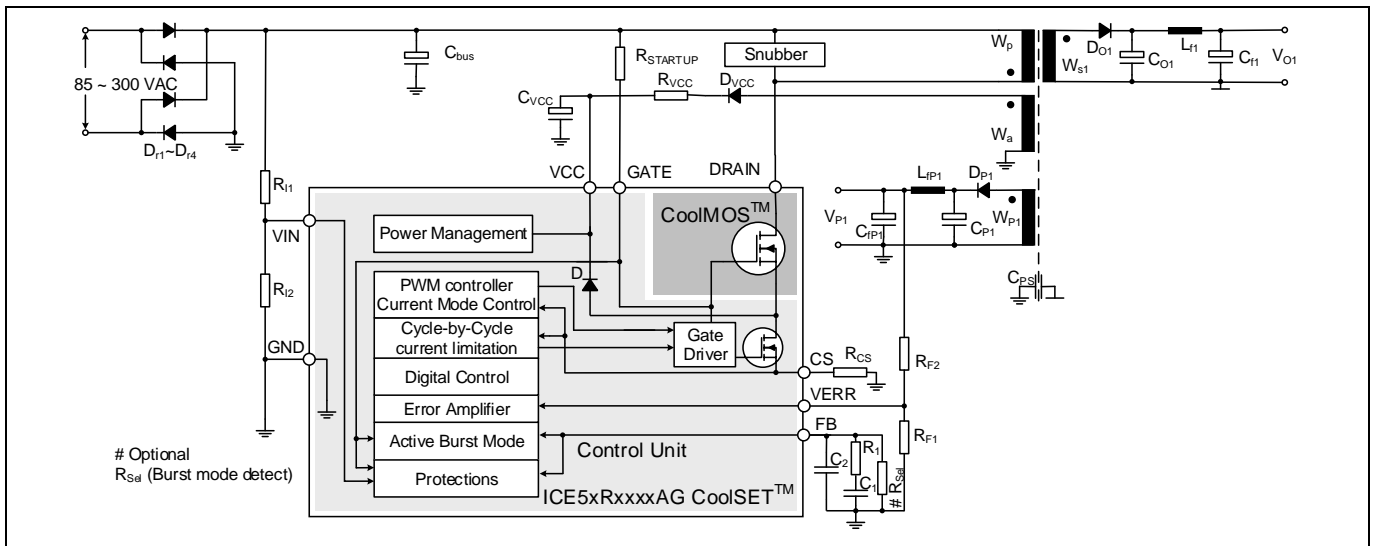 85 ~ 300 VAC
Dr1~Dr4
Cbus
RSTARTUP
Snubber
Wp
Ws1
DO1
CO1
Lf1
Cf1
VO1
CVCC
RVCC
DVCC
Wa
RI1
VIN
RI2
GND
VCC
GATE
DRAIN
CoolMOS™
Power Management
D
PWM controller
Current Mode Control
Cycle-by-Cycle
current limitation
Digital Control
Error Amplifier
Active Burst Mode
Protections
Gate
Driver
Control Unit
ICE5xRxxxxAG CoolSET™
VP1
CfP1
LfP1
CP1
DP1
WP1
CPS
CS
RCS
VERR
FB
RF2
RF1
C2
R1
C1
# RSel
# Optional
RSel (Burst mode detect)